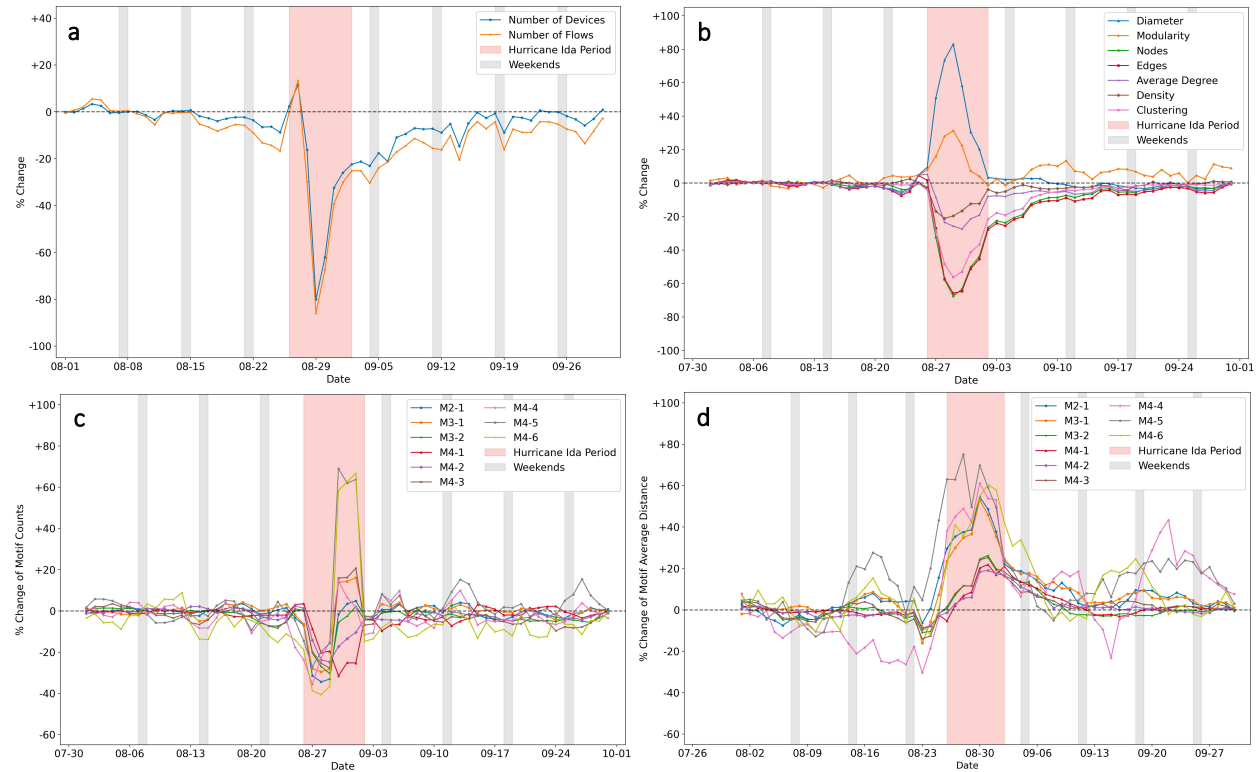 a
+40
+20
0
-20
-40
-60
-80
-100
% Change
08-01 08-08 08-15 08-22 08-29 09-05 09-12 09-19 09-26
Date
Number of Devices
Number of Flows
Hurricane Ida Period
Weekends
b
+100
+80
+60
+40
+20
0
-20
-40
-60
-80
-100
% Change
07-30 08-06 08-13 08-20 08-27 09-03 09-10 09-17 09-24 10-01
Date
Diameter
Modularity
Nodes
Edges
Average Degree
Density
Clustering
Hurricane Ida Period
Weekends
c
+100
+80
+60
+40
+20
0
-20
-40
-60
% Change of Motif Counts
07-30 08-06 08-13 08-20 08-27 09-03 09-10 09-17 09-24 10-01
Date
M2-1 M4-4
M3-1 M4-5
M3-2 M4-6
M4-1 Hurricane Ida Period
M4-2 Weekends
M4-3
d
+100
+80
+60
+40
+20
0
-20
-40
-60
% Change of Motif Average Distance
07-26 08-02 08-09 08-16 08-23 08-30 09-06 09-13 09-20 09-27
Date
M2-1 M4-4
M3-1 M4-5
M3-2 M4-6
M4-1 Hurricane Ida Period
M4-2 Weekends
M4-3